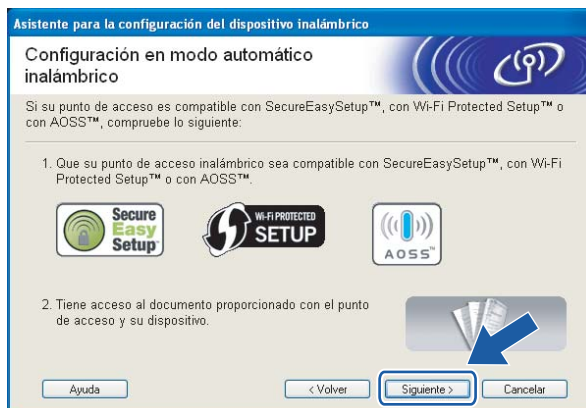 Asistente para la configuración del dispositivo inalámbrico
Configuración en modo automático
inalámbrico
Si su punto de acceso es compatible con SecureEasySetup™, con Wi-Fi Protected Setup™ o
con AOSS™, compruebe lo siguiente:
1. Que su punto de acceso inalámbrico sea compatible con SecureEasySetup™, con Wi-Fi
Protected Setup™ o con AOSS™.
Secure
Easy
Setup™
WI-FI PROTECTED
SETUP
AOSS™
2. Tiene acceso al documento proporcionado con el punto
de acceso y su dispositivo.
Ayuda
< Volver
Siguiente >
Cancelar